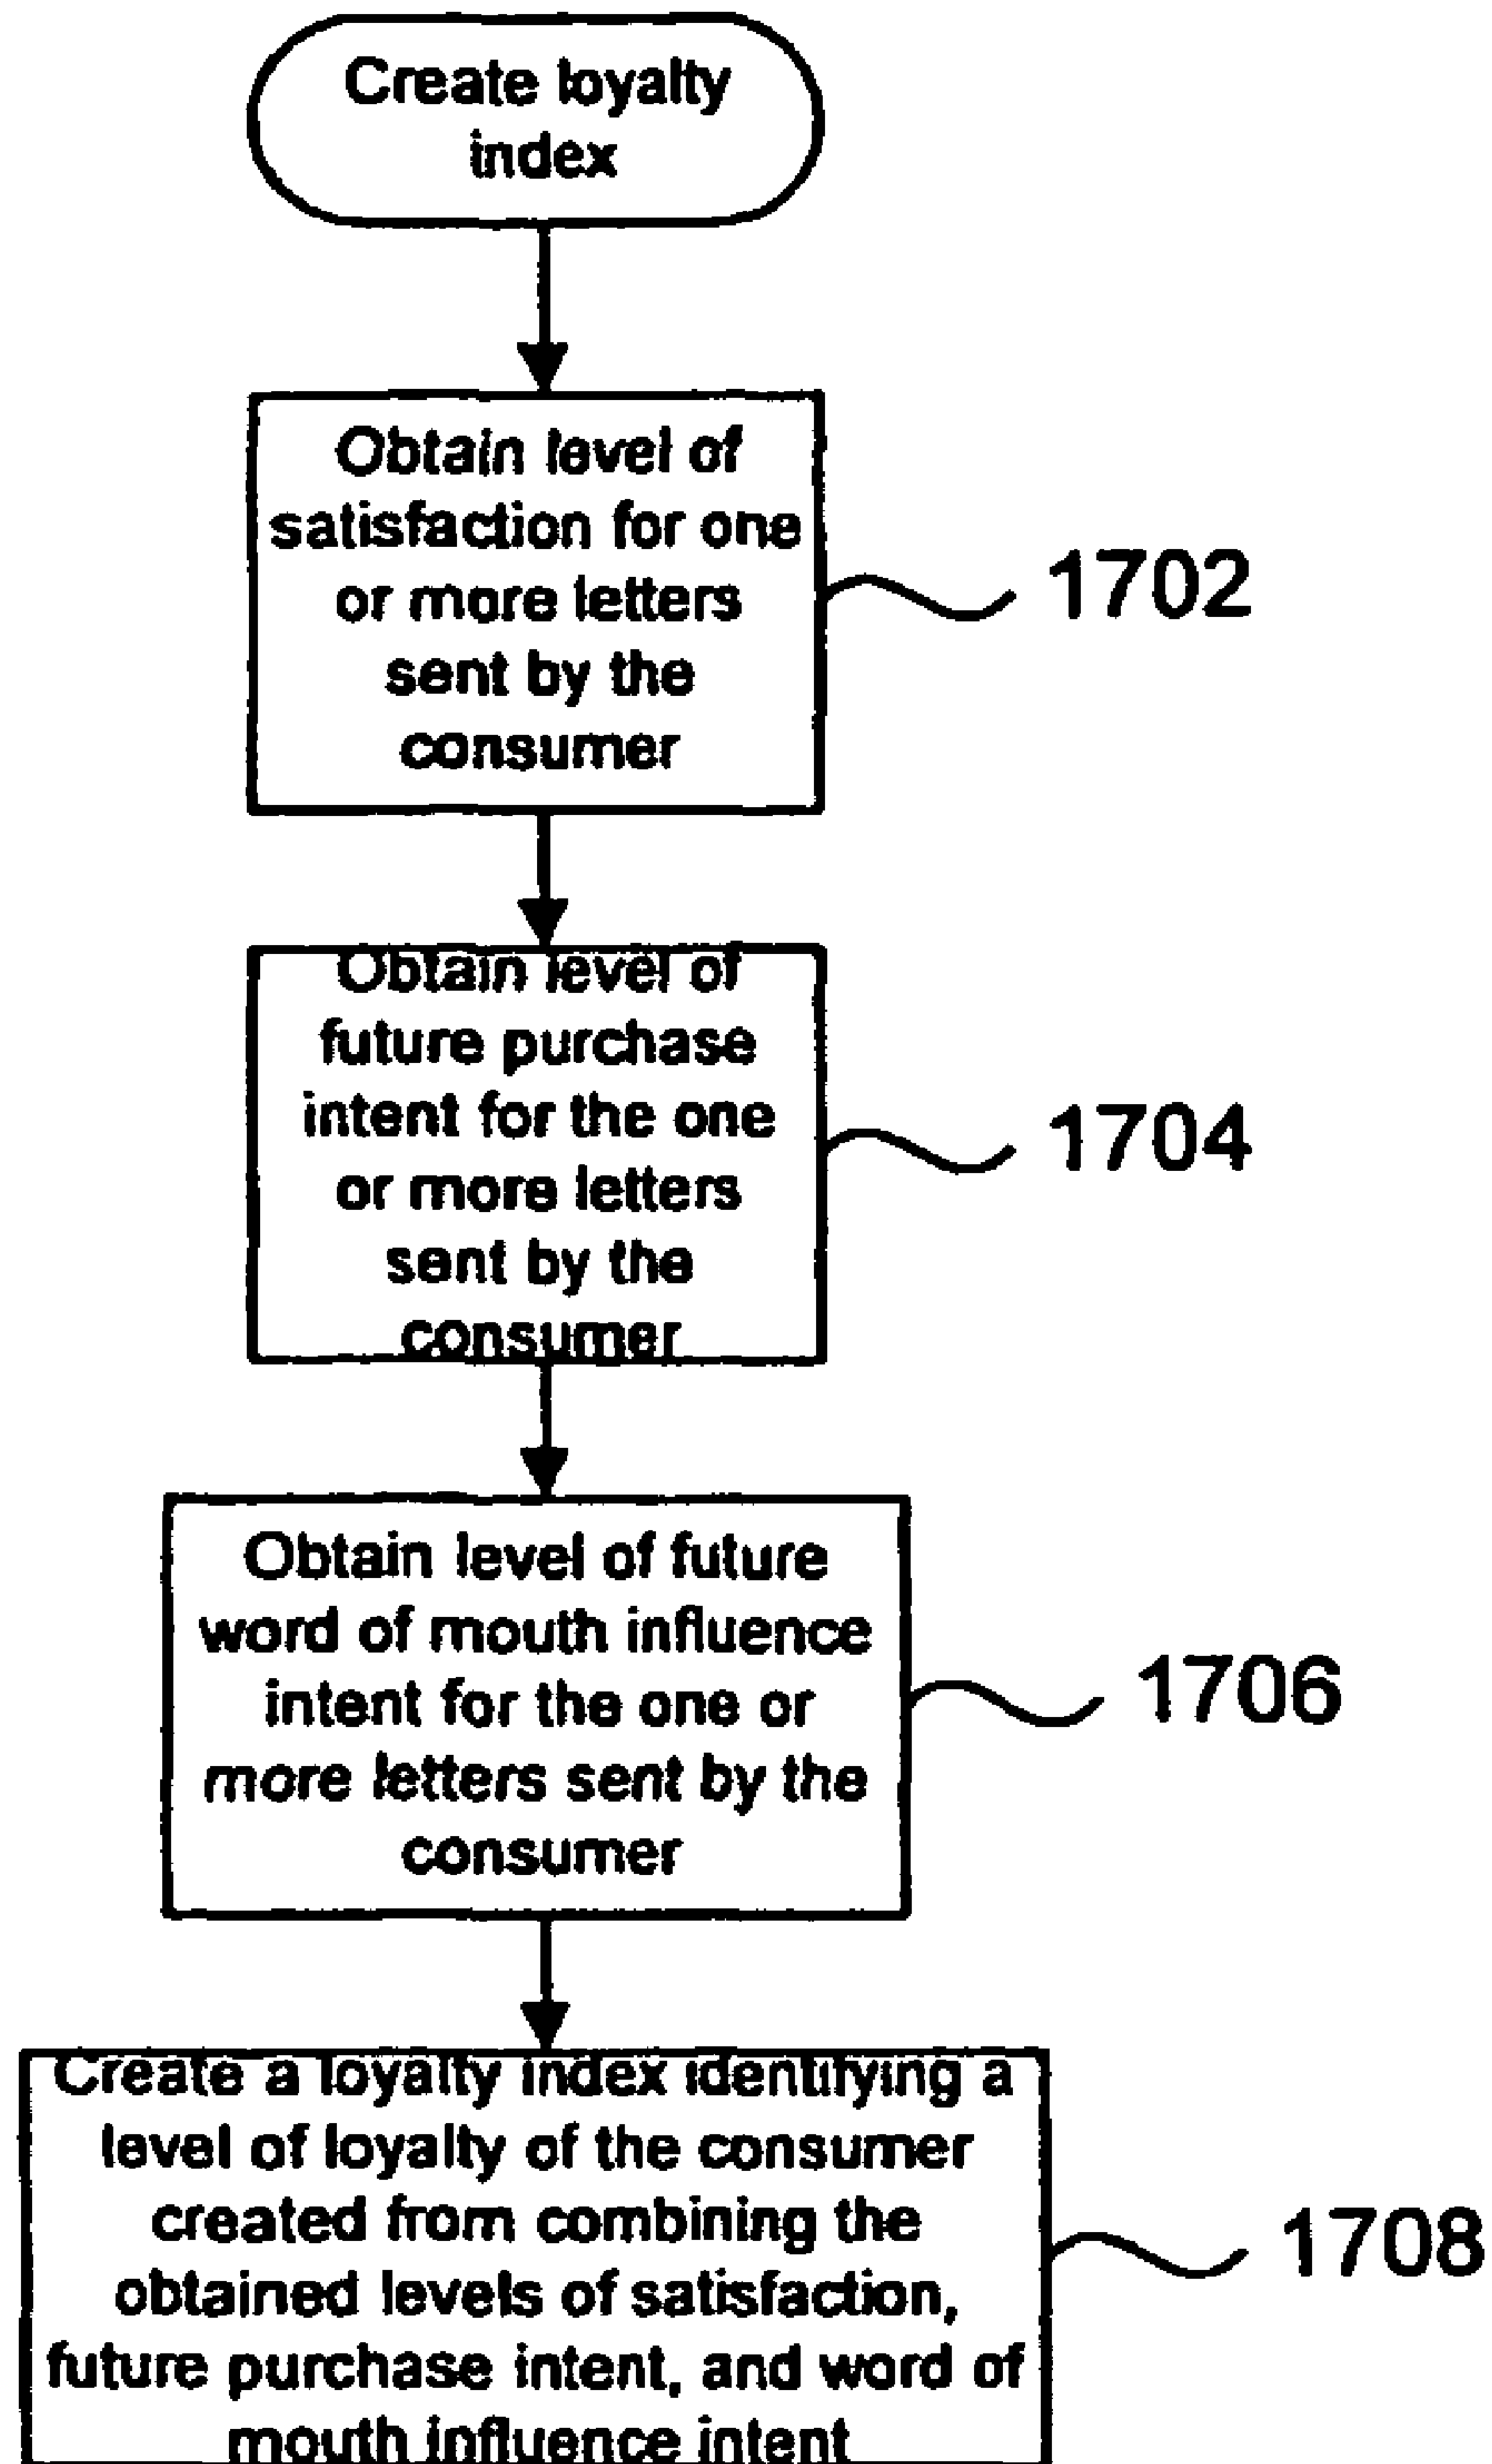 Create loyalty
index
Obtain level of
satisfaction for one
or more letters
sent by the
consumer
1702
Obtain level of
future purchase
intent for the one
or more letters
sent by the
consumer
1704
Obtain level of future
word of mouth influence
intent for the one or
more letters sent by the
consumer
1706
Create a loyalty index identifying a
level of loyalty of the consumer
created from combining the
obtained levels of satisfaction,
future purchase intent, and word of
mouth influence intent
1708